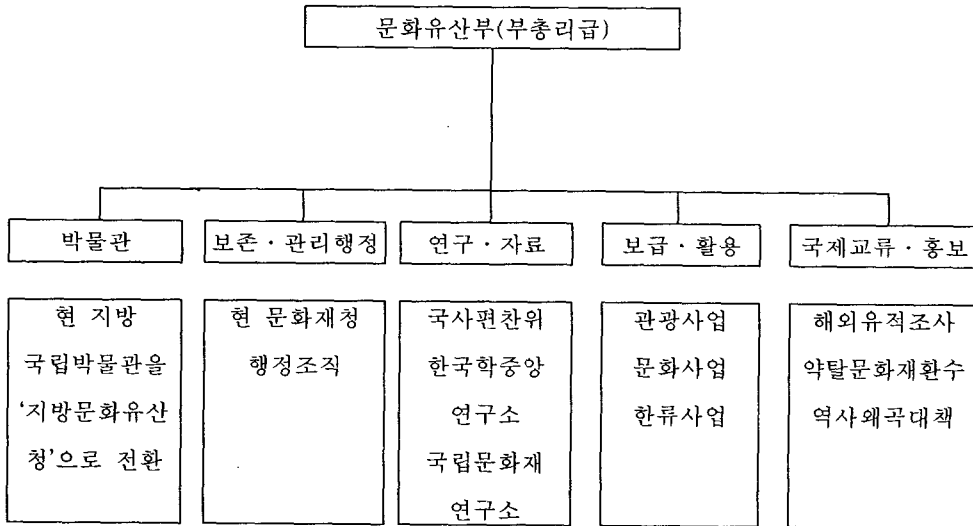 문화유산부(부총리급)
박물관
보존·관리행정
연구·자료
보급·활용
국제교류·홍보
현 지방
국립박물관을
‘지방문화유산
청’으로 전환
현 문화재청
행정조직
국사편찬위
한국학중앙
연구소
국립문화재
연구소
관광사업
문화사업
한류사업
해외유적조사
약탈문화재환수
역사왜곡대책